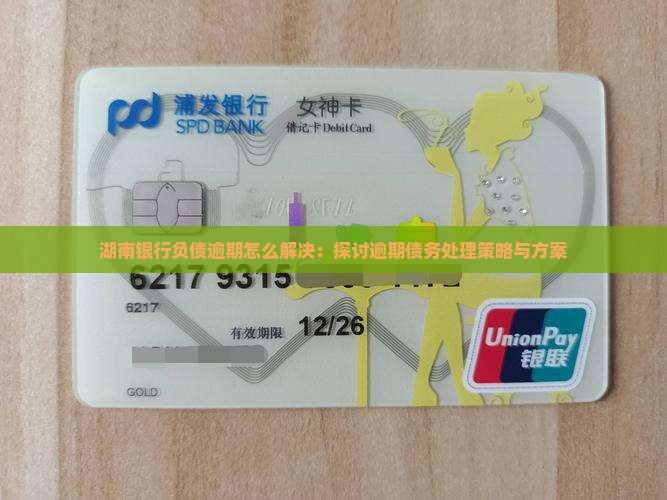 浦发银行
SPD BANK
女神卡
借记卡 Debit Card
湖南银行负债逾期怎么解决：探讨逾期债务处理策略与方案
6217 9315
6217
有效期限 12/26
GOLD
UnionPay
银联